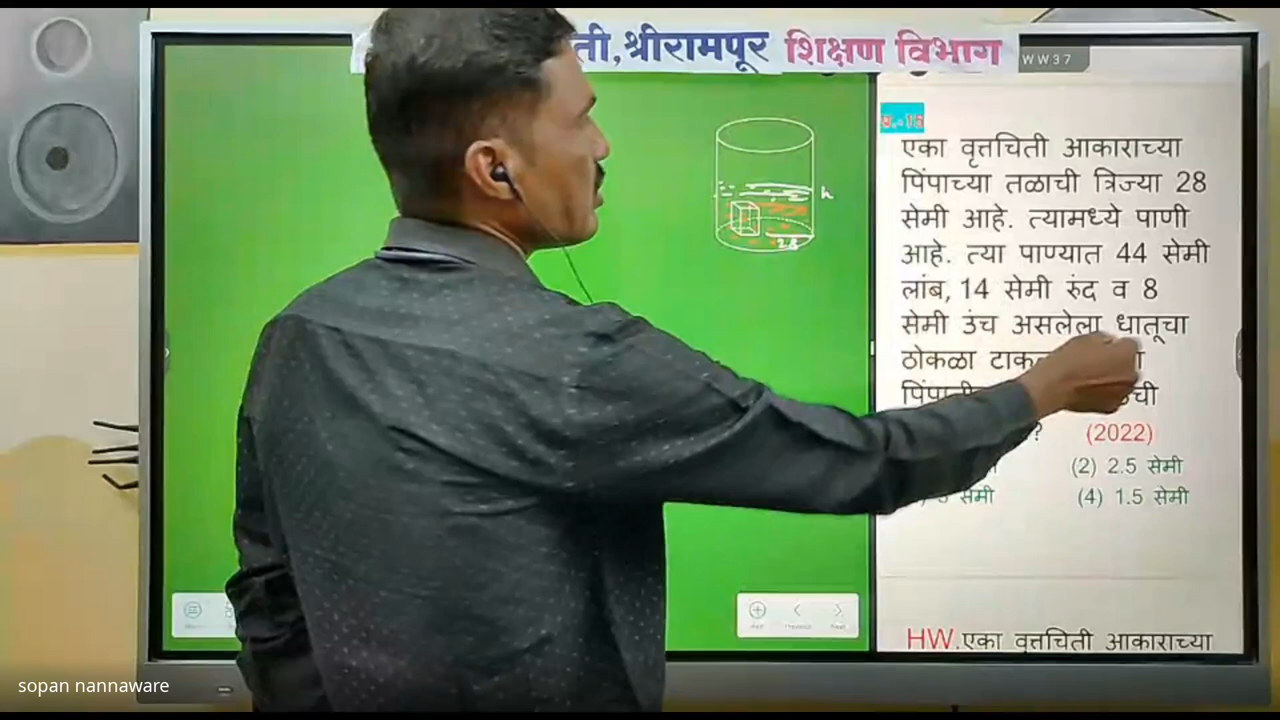 ती,श्रीरामपूर शिक्षण विभाग
WW37
एका वृत्तचिती आकाराच्या
पिंपाच्या तळाची त्रिज्या 28
सेमी आहे. त्यामध्ये पाणी
आहे. त्या पाण्यात 44 सेमी
लांब, 14 सेमी रुंद व 8
सेमी उंच असलेला धातूचा
ठोकळा
(2022)
(2) 2.5 सेमी
सेमी
(4) 1.5 सेमी
h
28
HW.एका वृत्तचिती आकाराच्या
sopan nannaware